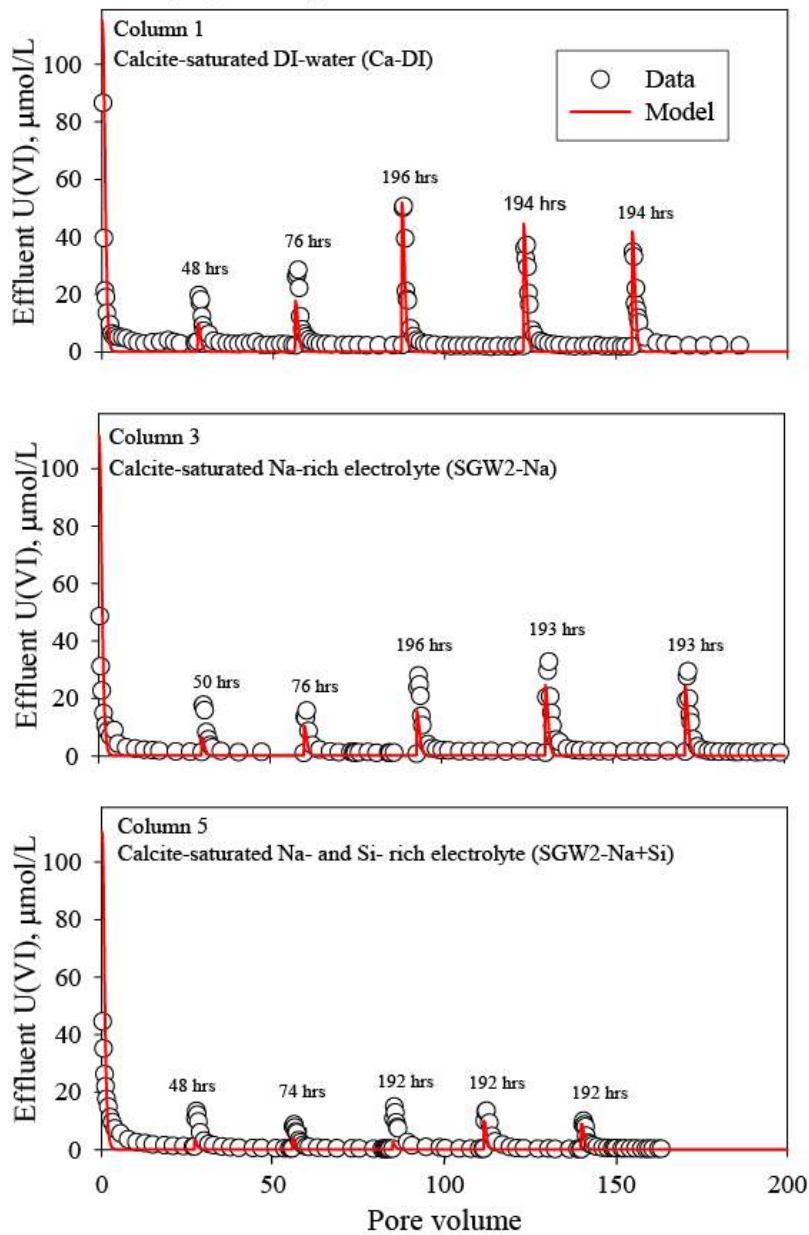 Column 1
Calcite-saturated DI-water (Ca-DI)
Data
Model
Effluent U(VI), μmol/L
100
80
60
40
20
0
48 hrs
76 hrs
196 hrs
194 hrs
194 hrs
Column 3
Calcite-saturated Na-rich electrolyte (SGW2-Na)
Effluent U(VI), μmol/L
100
80
60
40
20
0
50 hrs
76 hrs
196 hrs
193 hrs
193 hrs
Column 5
Calcite-saturated Na- and Si- rich electrolyte (SGW2-Na+Si)
Effluent U(VI), μmol/L
100
80
60
40
20
0
48 hrs
74 hrs
192 hrs
192 hrs
192 hrs
0 50 100 150 200
Pore volume